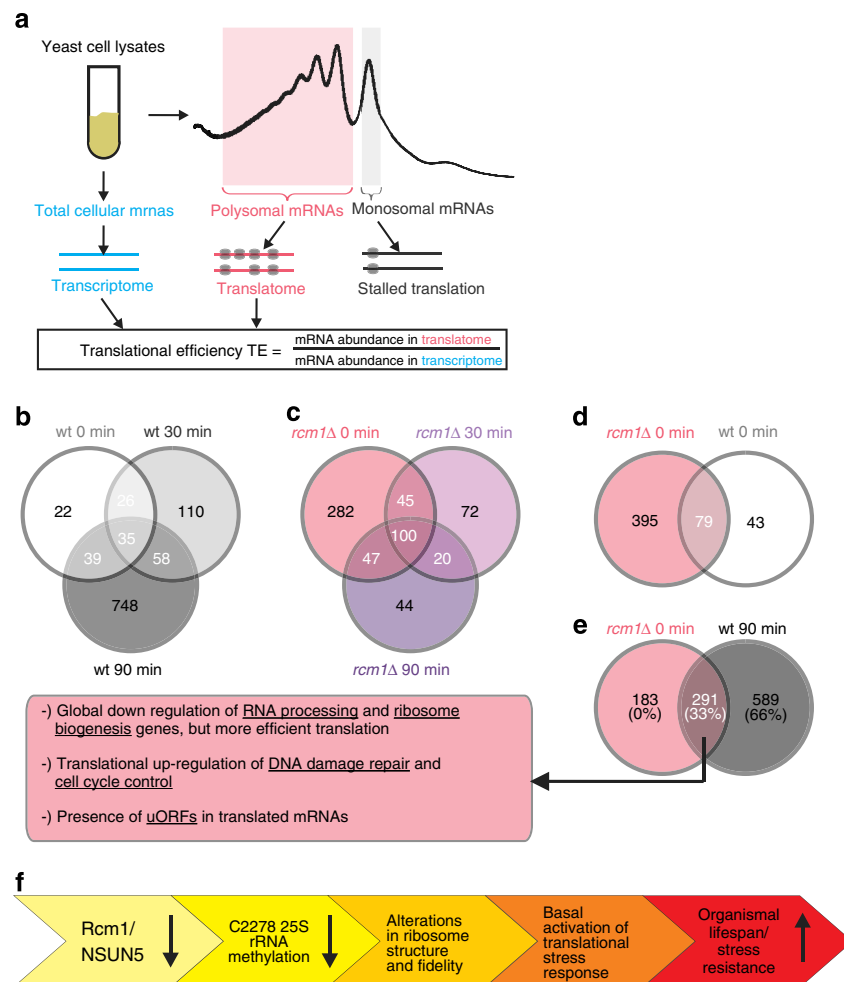 a
Yeast cell lysates
Total cellular mrnas
Polysomal mRNAs
Monosomal mRNAs
Transcriptome
Translatome
Stalled translation
Translational efficiency TE =
mRNA abundance in translatome
mRNA abundance in transcriptome
b
wt 0 min
wt 30 min
22
26
110
35
39
58
748
wt 90 min
c
rcm1Δ 0 min
rcm1Δ 30 min
282
45
72
100
47
20
44
rcm1Δ 90 min
d
rcm1Δ 0 min
wt 0 min
395
79
43
e
rcm1Δ 0 min
wt 90 min
183
(0%)
291
(33%)
589
(66%)
-) Global down regulation of RNA processing and ribosome
biogenesis genes, but more efficient translation
-) Translational up-regulation of DNA damage repair and
cell cycle control
-) Presence of uORFs in translated mRNAs
f
Rcm1/
NSUN5
C2278 25S
rRNA
methylation
Alterations
in ribosome
structure
and fidelity
Basal
activation of
translational
stress
response
Organismal
lifespan/
stress
resistance